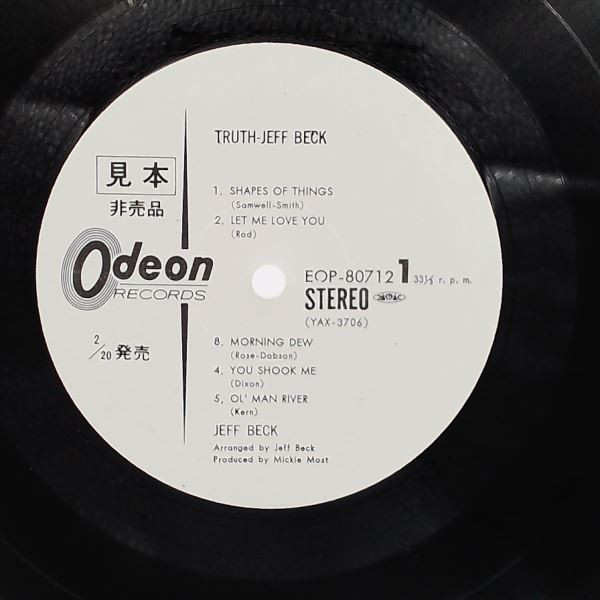 TRUTH-JEFF BECK
見本
非売品
1. SHAPES OF THINGS
(Samwell-Smith)
2. LET ME LOVE YOU
(Rod)
Odeon
RECORDS
EOP-80712 1 33⅓ r. p. m.
STEREO
(YAX-3706)
2/20 発売
8. MORNING DEW
(Rose-Dobson)
4. YOU SHOOK ME
(Dixon)
5. OL' MAN RIVER
(Kern)
JEFF BECK
Arranged by Jeff Beck
Produced by Mickie Most